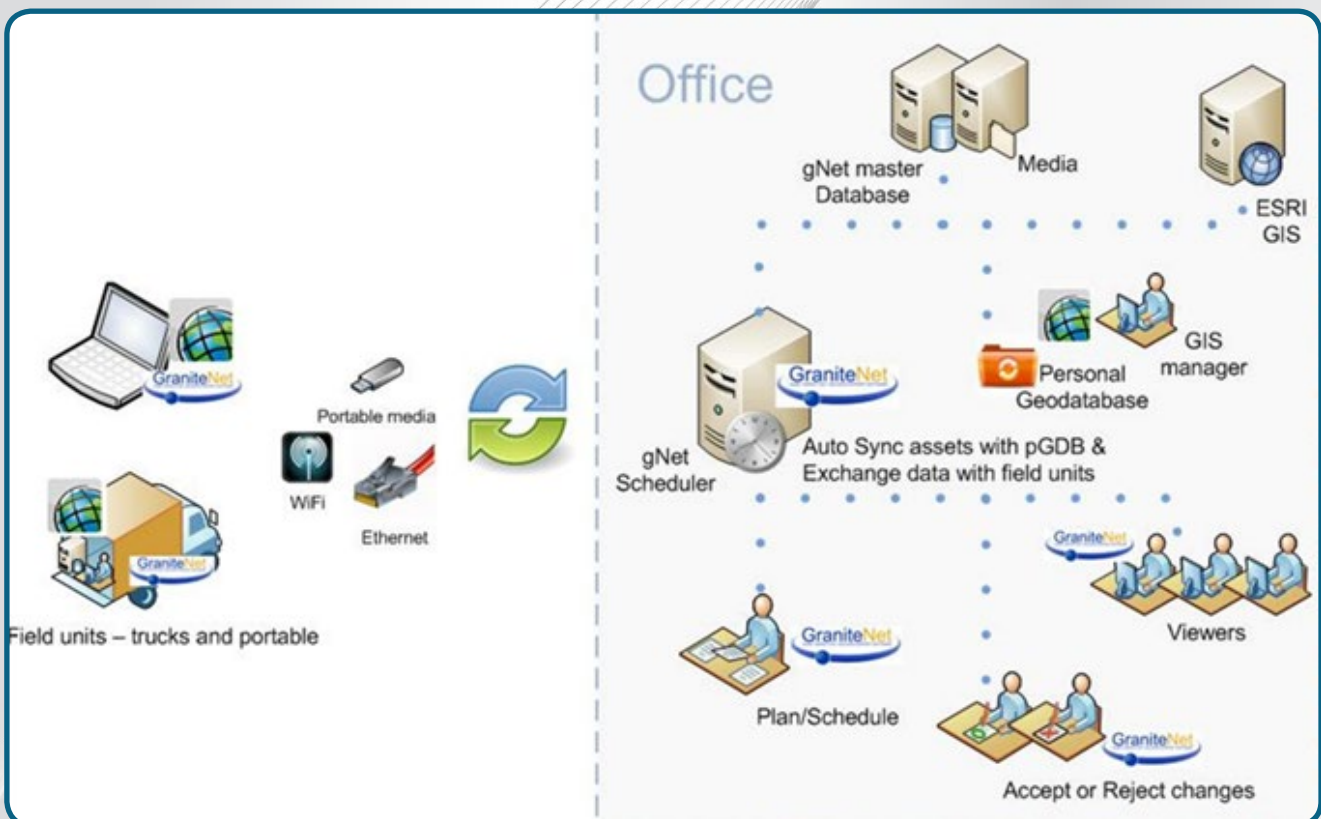 Office
gNet master
Database
Media
ESRI
GIS
GraniteNet
GraniteNet
GIS
manager
Personal
Geodatabase
Portable media
gNet
Scheduler
Auto Sync assets with pGDB &
Exchange data with field units
WiFi
Ethernet
GraniteNet
GraniteNet
Field units – trucks and portable
Viewers
GraniteNet
Plan/Schedule
GraniteNet
Accept or Reject changes